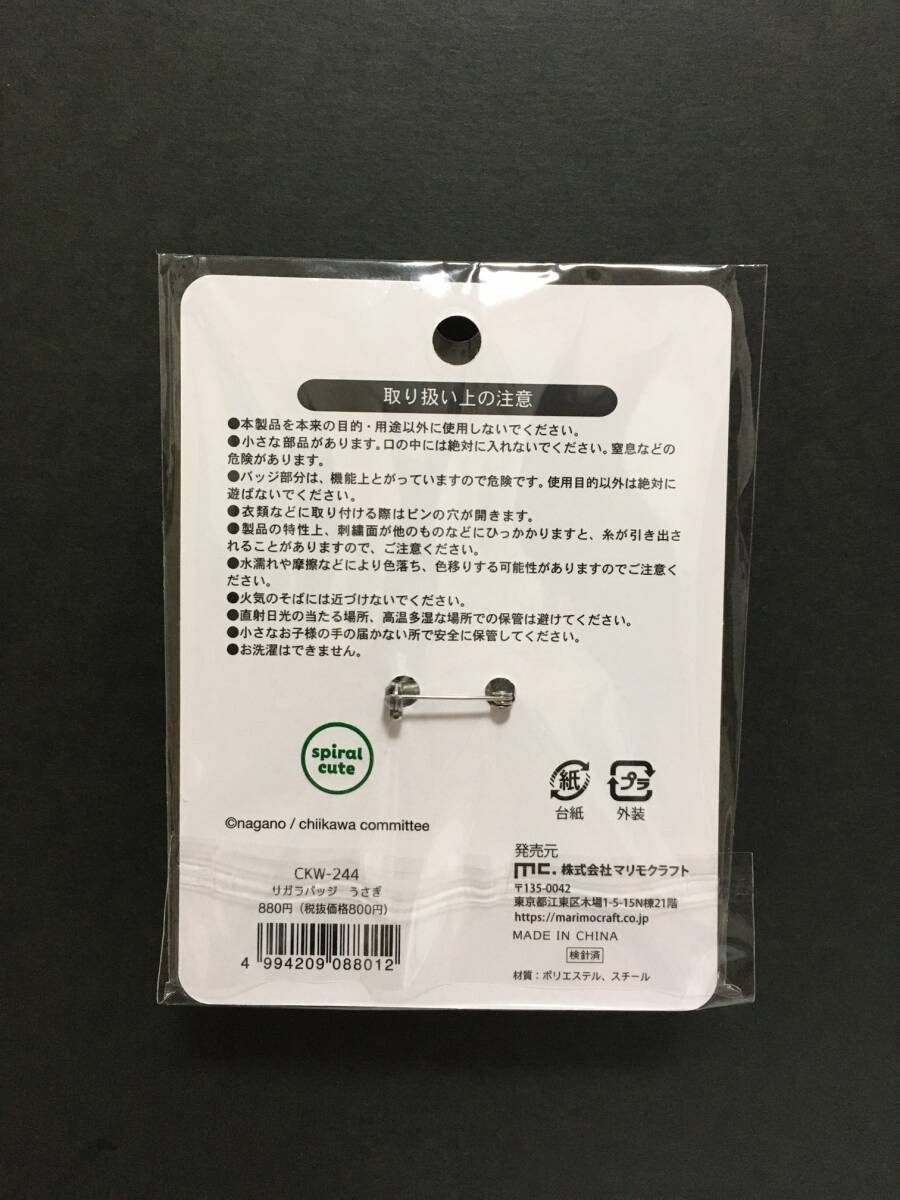 取り扱い上の注意
●本製品を本来の目的・用途以外に使用しないでください。
●小さな部品があります。口の中には絶対に入れないでください。窒息などの
危険があります。
●バッジ部分は、機能上とがっていますので危険です。使用目的以外は絶対に
遊ばないでください。
●衣類などに取り付ける際はピンの穴が開きます。
●製品の特性上、刺繍面が他のものなどにひっかかりますと、糸が引き出さ
れることがありますので、ご注意ください。
●水濡れや摩擦などにより色落ち、色移りする可能性がありますのでご注意く
ださい。
●火気のそばには近づけないでください。
●直射日光の当たる場所、高温多湿な場所での保管は避けてください。
●小さなお子様の手の届かない所で安全に保管してください。
●お洗濯はできません。
spiral
cute
©nagano / chiikawa committee
紙
台紙
プラ
外装
CKW-244
リガラバッジ うさぎ
880円（税抜価格800円）
4 994209 088012
発売元
mc. 株式会社マリモクラフト
〒135-0042
東京都江東区木場1-5-15N棟21階
https://marimocraft.co.jp
MADE IN CHINA
検針済
材質：ポリエステル、スチール